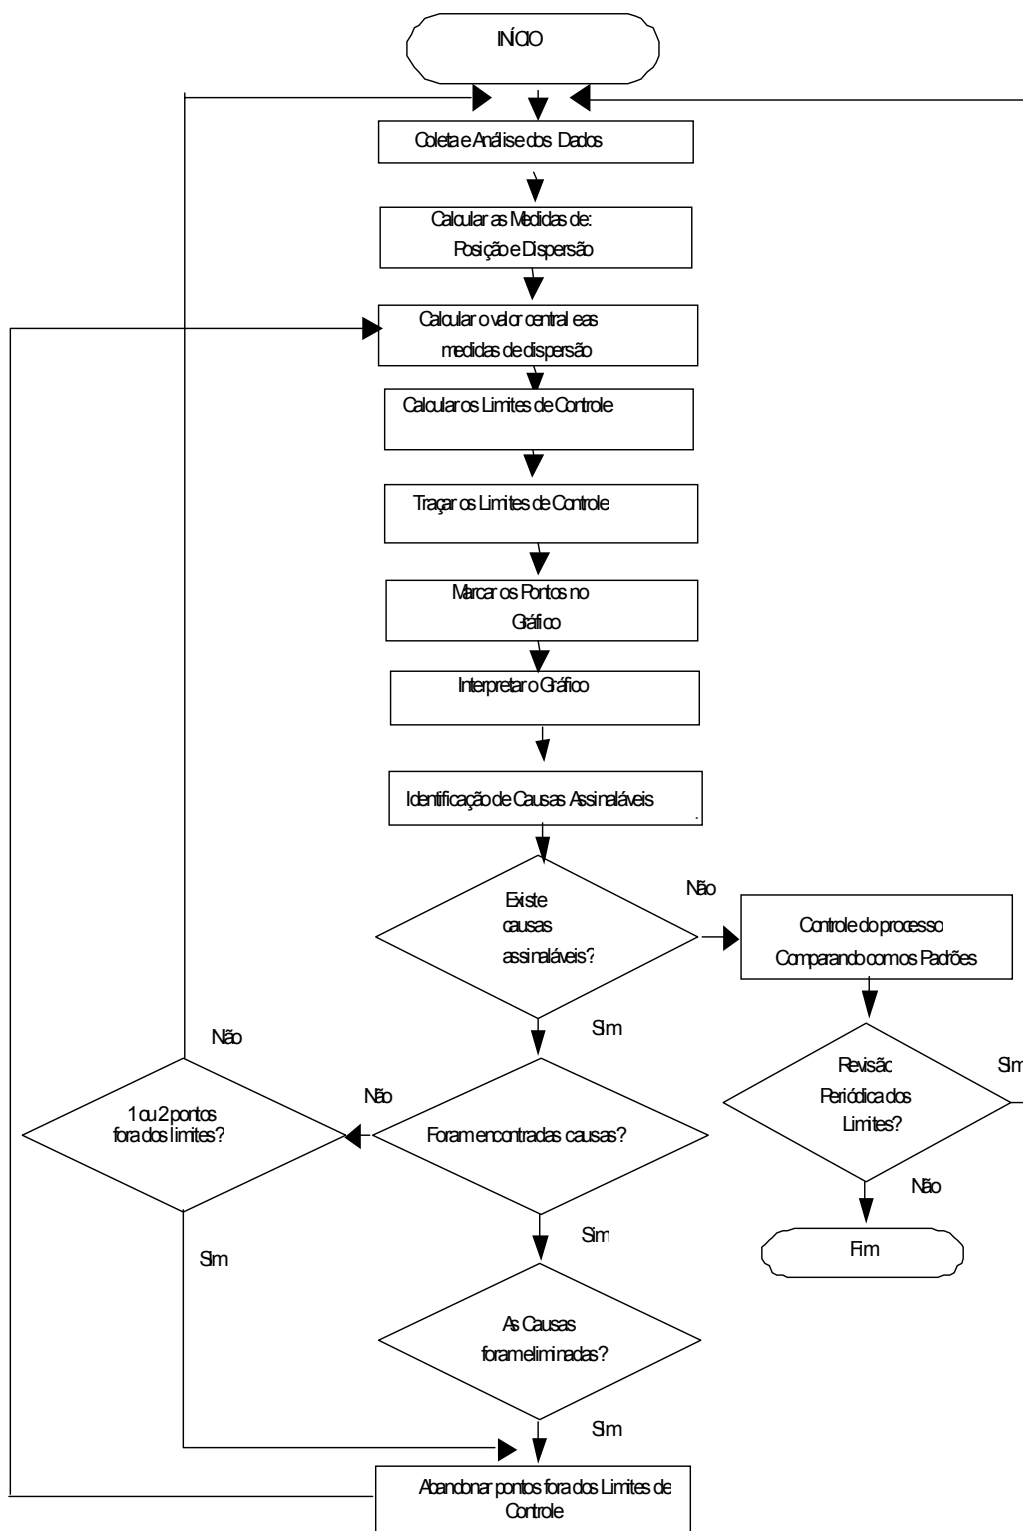 INÍCIO
Coleta e Análise dos Dados
Calcular as Medidas de:
Posição e Dispersão
Calcular o valor central e as
medidas de dispersão
Calcular os Limites de Controle
Traçar os Limites de Controle
Marcar os Pontos no
Gráfico
Interpretar o Gráfico
Identificação de Causas Assinaláveis
.
Existe
causas
assinaláveis?
Não
Controle do processo
Comparando com os Padrões
Sim
Não
Revisão
Periódica dos
Limites?
Sim
1 ou 2 pontos
fora dos limites?
Não
Foram encontradas causas?
Não
Sim
Sim
Fim
As Causas
foram eliminadas?
Sim
Abandonar pontos fora dos Limites de
Controle